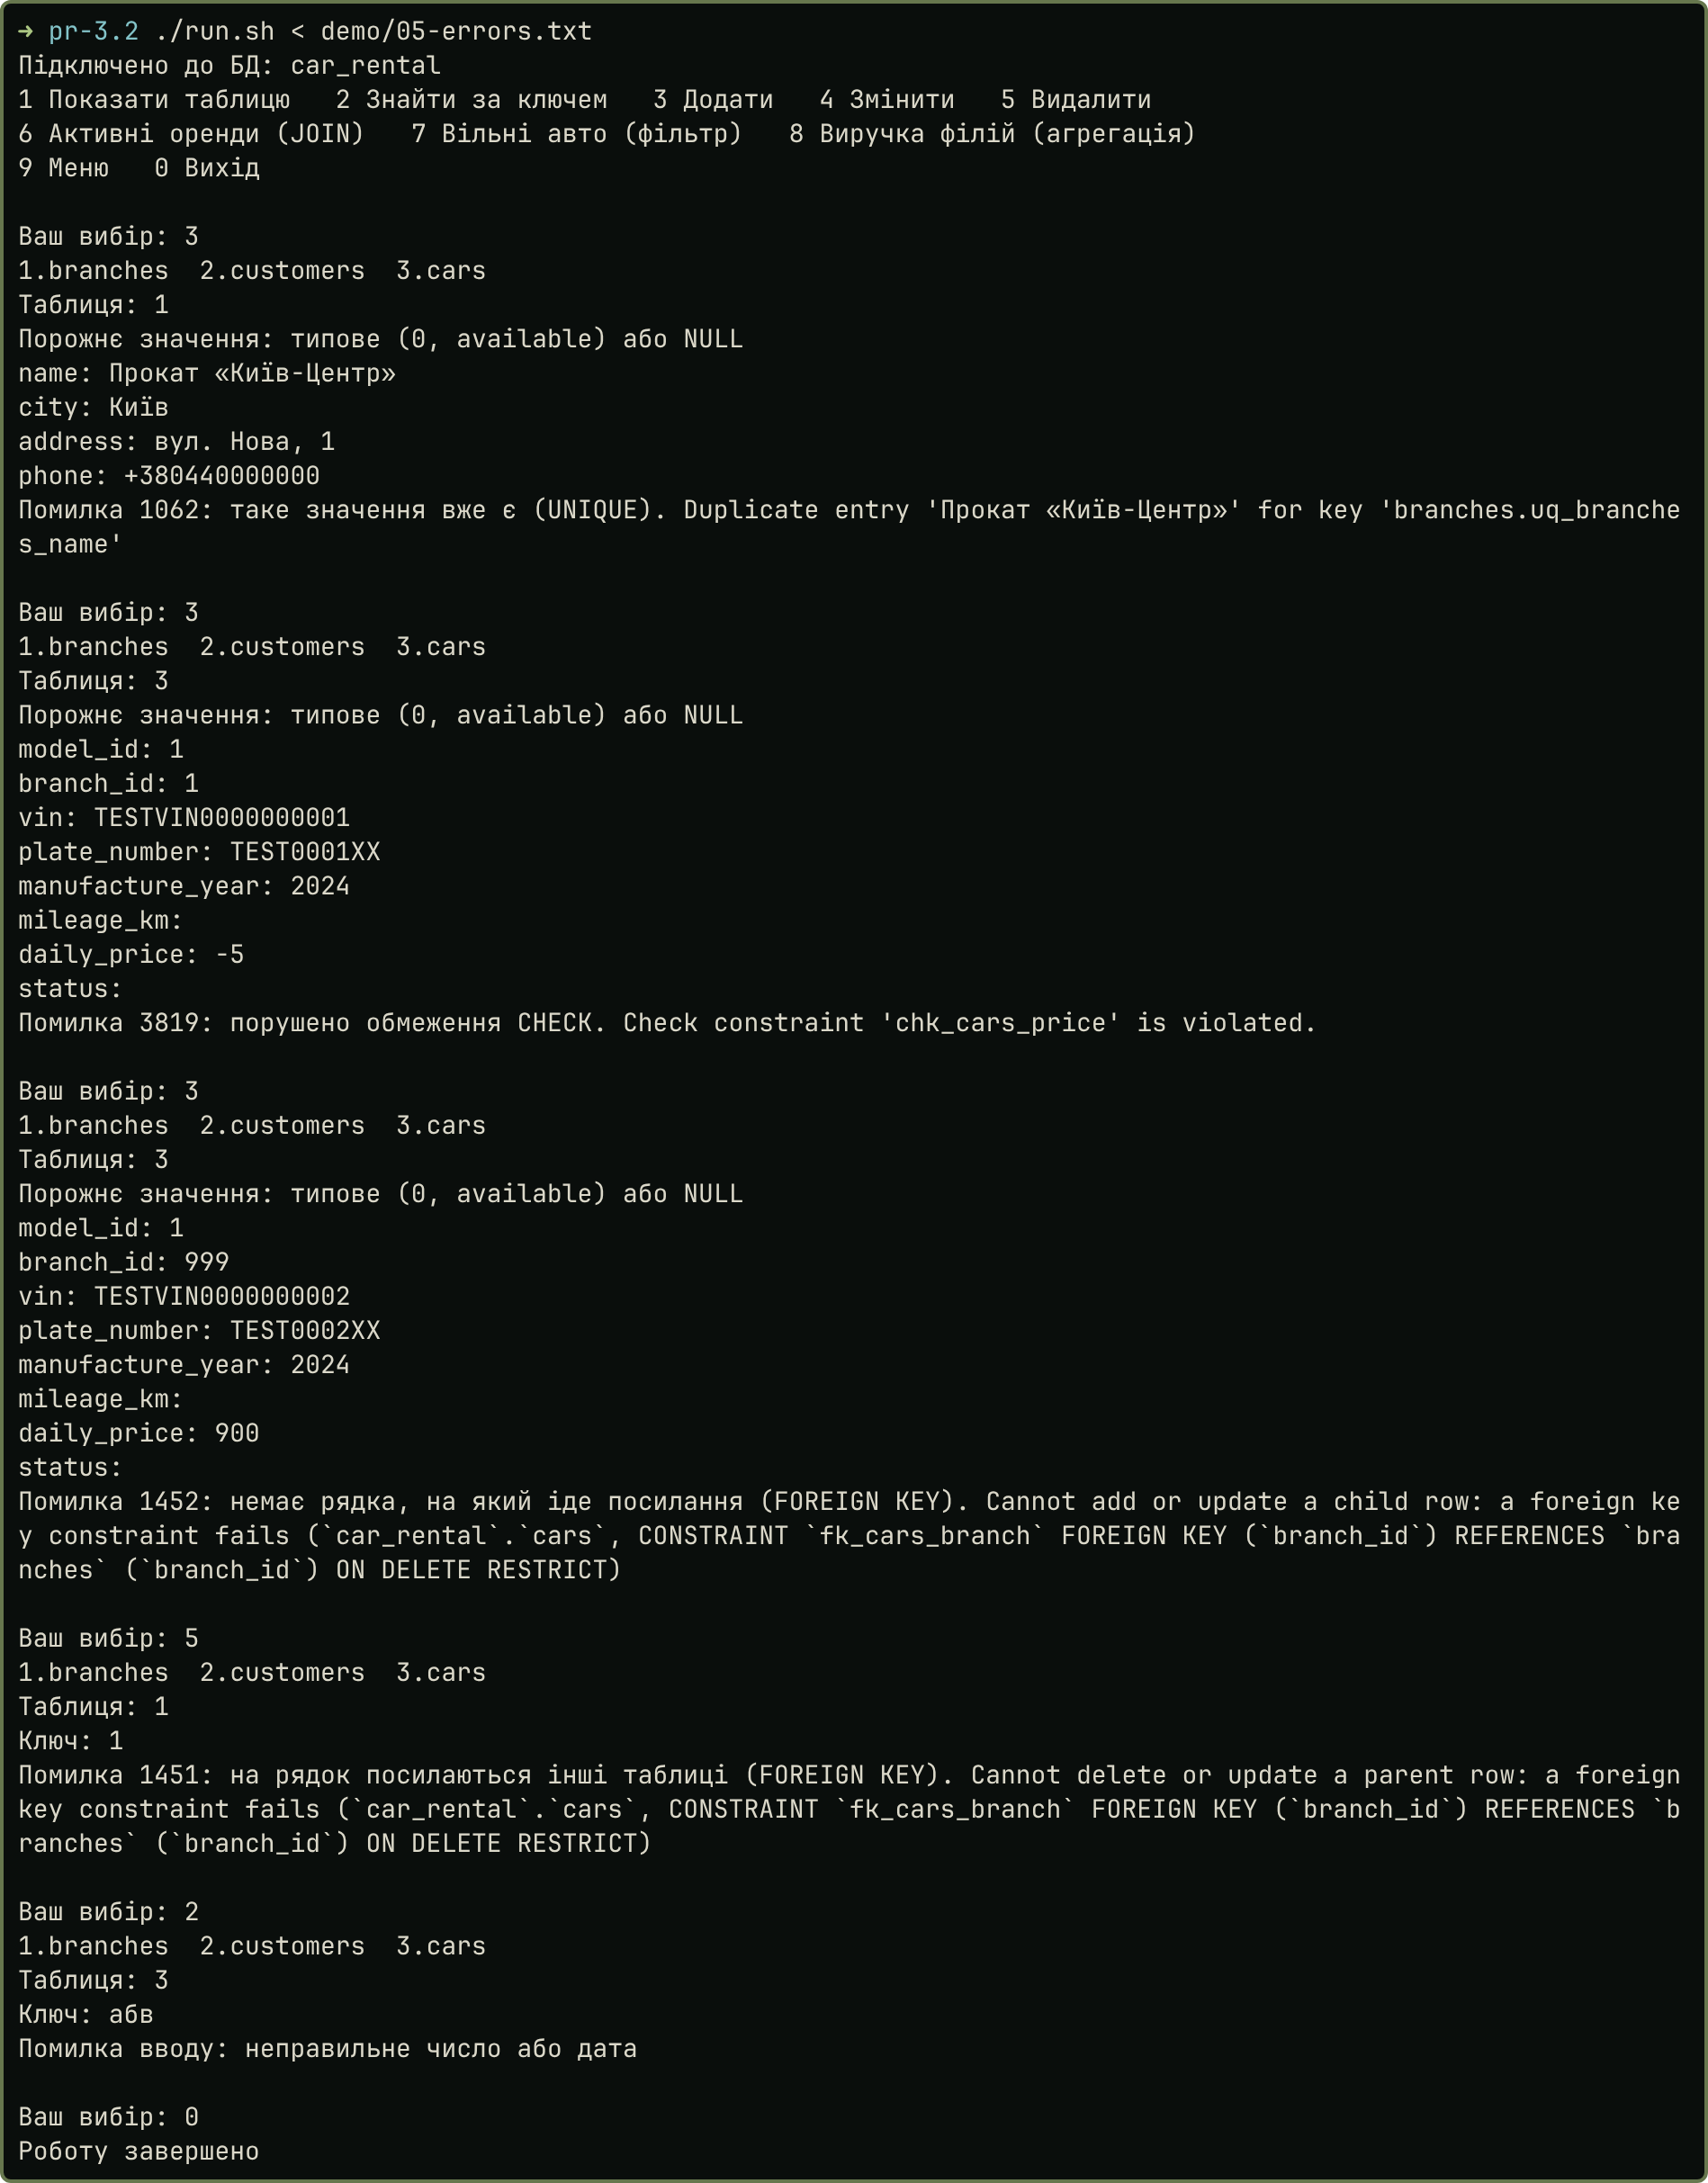 → pr-3.2 ./run.sh < demo/05-errors.txt
Підключено до БД: car_rental
1 Показати таблицю   2 Знайти за ключем   3 Додати   4 Змінити   5 Видалити
6 Активні оренди (JOIN)   7 Вільні авто (фільтр)   8 Виручка філій (агрегація)
9 Меню   0 Вихід

Ваш вибір: 3
1.branches  2.customers  3.cars
Таблиця: 1
Порожнє значення: типове (0, available) або NULL
name: Прокат «Київ-Центр»
city: Київ
address: вул. Нова, 1
phone: +380440000000
Помилка 1062: таке значення вже є (UNIQUE). Duplicate entry 'Прокат «Київ-Центр»' for key 'branches.uq_branche
s_name'

Ваш вибір: 3
1.branches  2.customers  3.cars
Таблиця: 3
Порожнє значення: типове (0, available) або NULL
model_id: 1
branch_id: 1
vin: TESTVIN0000000001
plate_number: TEST0001XX
manufacture_year: 2024
mileage_km:
daily_price: -5
status:
Помилка 3819: порушено обмеження CHECK. Check constraint 'chk_cars_price' is violated.

Ваш вибір: 3
1.branches  2.customers  3.cars
Таблиця: 3
Порожнє значення: типове (0, available) або NULL
model_id: 1
branch_id: 999
vin: TESTVIN0000000002
plate_number: TEST0002XX
manufacture_year: 2024
mileage_km:
daily_price: 900
status:
Помилка 1452: немає рядка, на який іде посилання (FOREIGN KEY). Cannot add or update a child row: a foreign ke
y constraint fails (`car_rental`.`cars`, CONSTRAINT `fk_cars_branch` FOREIGN KEY (`branch_id`) REFERENCES `bra
nches` (`branch_id`) ON DELETE RESTRICT)

Ваш вибір: 5
1.branches  2.customers  3.cars
Таблиця: 1
Ключ: 1
Помилка 1451: на рядок посилаються інші таблиці (FOREIGN KEY). Cannot delete or update a parent row: a foreign
key constraint fails (`car_rental`.`cars`, CONSTRAINT `fk_cars_branch` FOREIGN KEY (`branch_id`) REFERENCES `b
ranches` (`branch_id`) ON DELETE RESTRICT)

Ваш вибір: 2
1.branches  2.customers  3.cars
Таблиця: 3
Ключ: абв
Помилка вводу: неправильне число або дата

Ваш вибір: 0
Роботу завершено